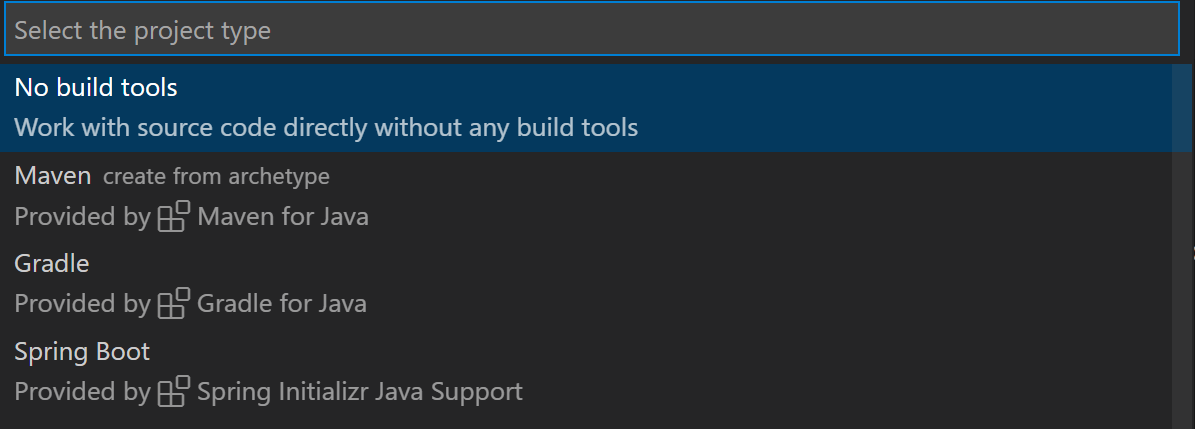 Select the project type
No build tools
Work with source code directly without any build tools
Maven create from archetype
Provided by Maven for Java
Gradle
Provided by Gradle for Java
Spring Boot
Provided by Spring Initializr Java Support